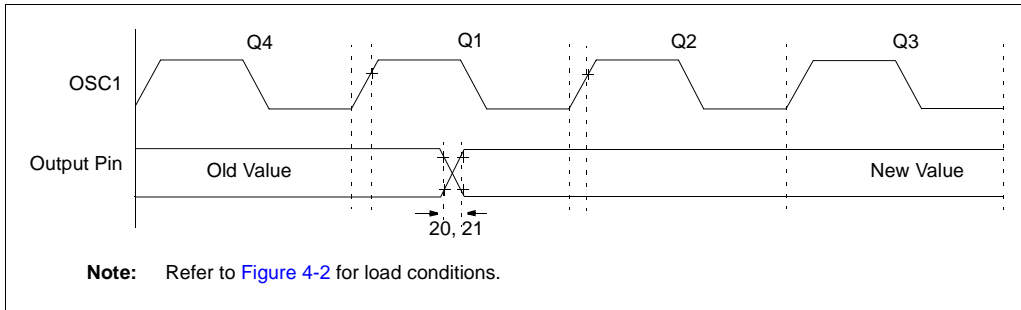 Q4 Q1 Q2 Q3
OSC1
Output Pin
Old Value New Value
20, 21
Note: Refer to Figure 4-2 for load conditions.